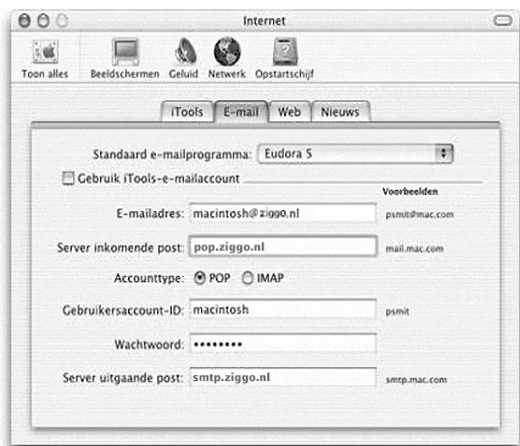 Internet
Toon alles Beeldschermen Geluid Netwerk Opstartschijf
iTools E-mail Web Nieuws
Standaard e-mailprogramma: Eudora 5
Gebruik iTools-e-mailaccount
Voorbeelden
E-mailadres: macintosh@ziggo.nl psmit@mac.com
Server inkomende post: pop.ziggo.nl mail.mac.com
Accounttype: POP IMAP
Gebruikersaccount-ID: macintosh psmit
Wachtwoord: ••••••••
Server uitgaande post: smtp.ziggo.nl smtp.mac.com